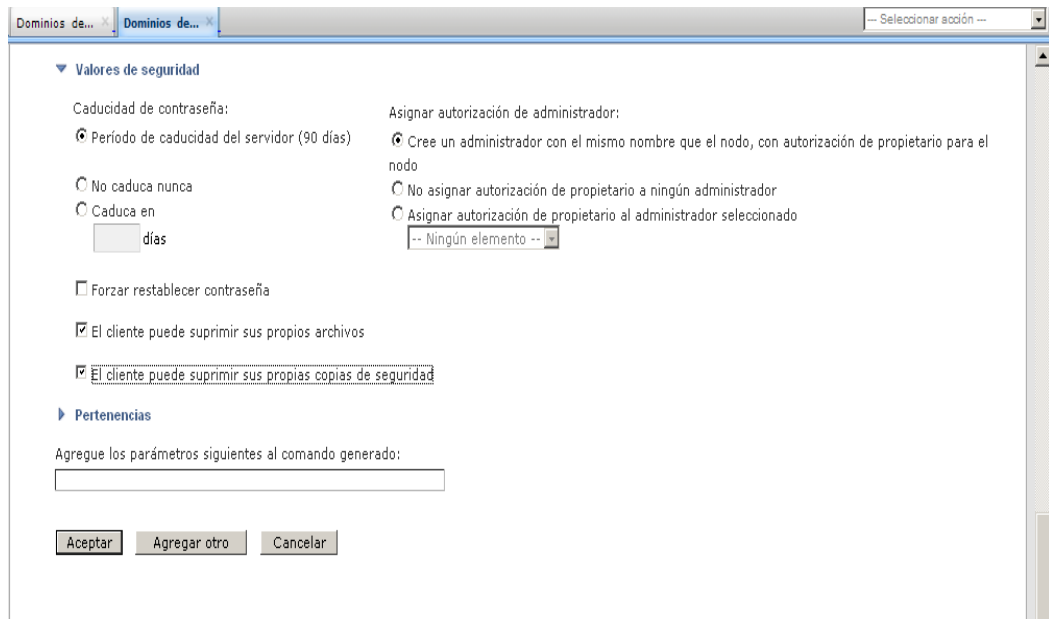 Dominios de...
Dominios de...
-- Seleccionar acción --
Valores de seguridad
Caducidad de contraseña:
Período de caducidad del servidor (90 días)
No caduca nunca
Caduca en
días
Asignar autorización de administrador:
Cree un administrador con el mismo nombre que el nodo, con autorización de propietario para el
nodo
No asignar autorización de propietario a ningún administrador
Asignar autorización de propietario al administrador seleccionado
-- Ningún elemento --
Forzar restablecer contraseña
El cliente puede suprimir sus propios archivos
El cliente puede suprimir sus propias copias de seguridad
Pertenencias
Agregue los parámetros siguientes al comando generado:
Aceptar
Agregar otro
Cancelar